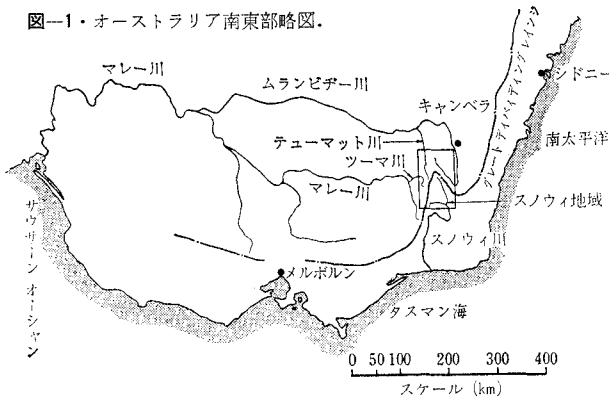 図—1・オーストラリア南東部略図.
マレー川
ムランビヂー川
キャンベラ
グレートディバイディングレインジ
シドニー
テューマット川
ツーマ川
南太平洋
マレー川
スノウィ地域
スノウィ川
サウザーン オーシャン
メルボルン
タスマン海
0 50 100 200 300 400
スケール (km)